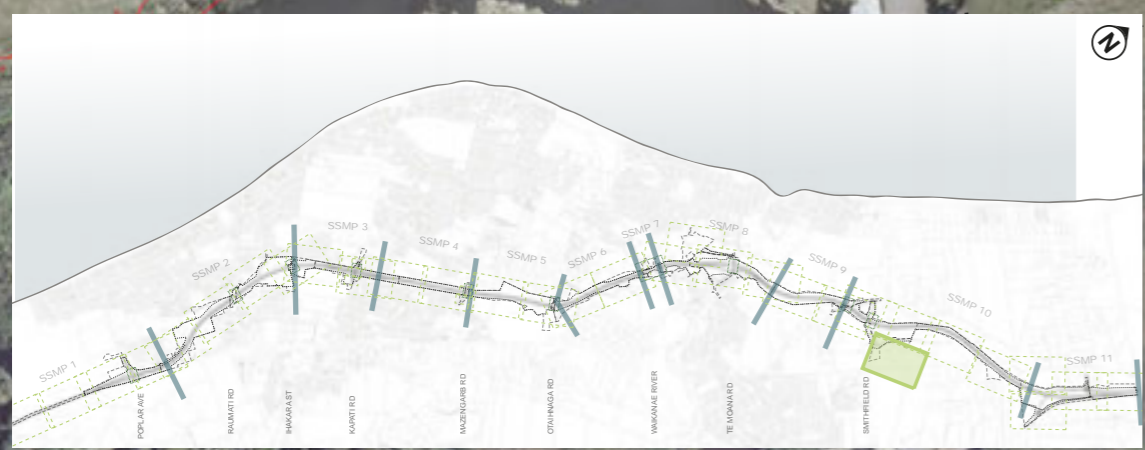 N
SSMP 1
SSMP 2
SSMP 3
SSMP 4
SSMP 5
SSMP 6
SSMP 7
SSMP 8
SSMP 9
SSMP 10
SSMP 11
POPLAR AVE
RAUMATI RD
IHAKARA ST
KAPATI RD
MAZENGARB RD
OTAIHNAGA RD
WAIKANAE RIVER
TE MOANA RD
SMITHFIELD RD